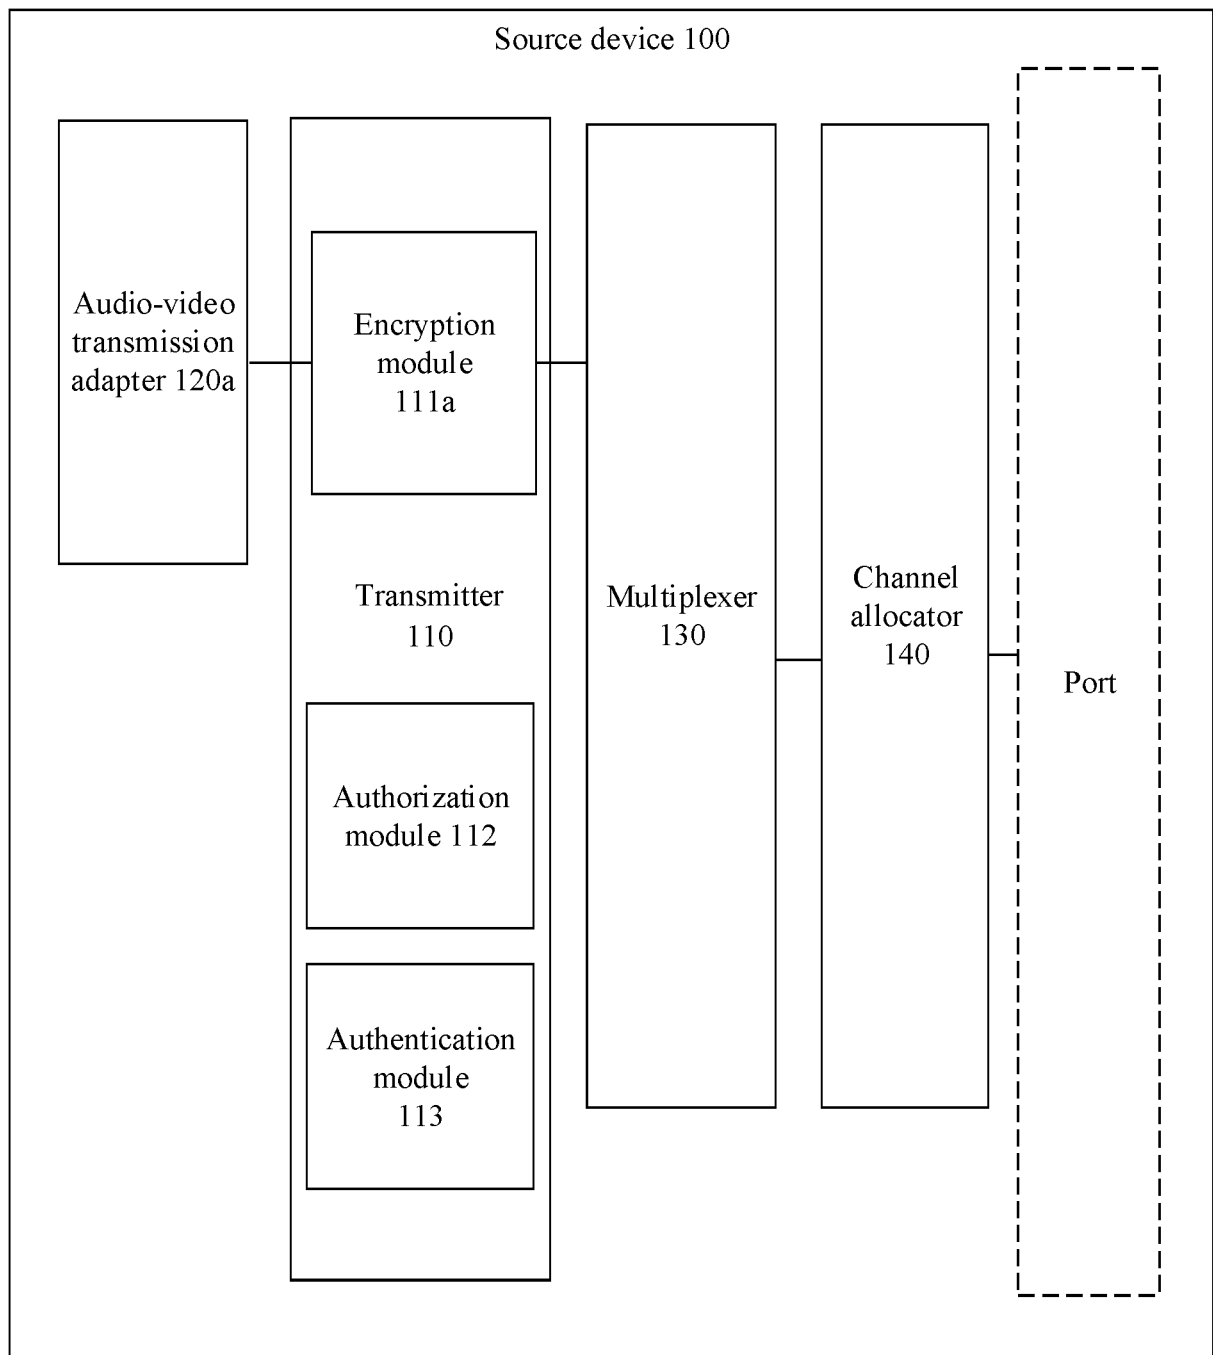 Source device 100
Audio-video
transmission
adapter 120a
Encryption
module
111a
Transmitter
110
Authorization
module 112
Authentication
module
113
Multiplexer
130
Channel
allocator
140
Port